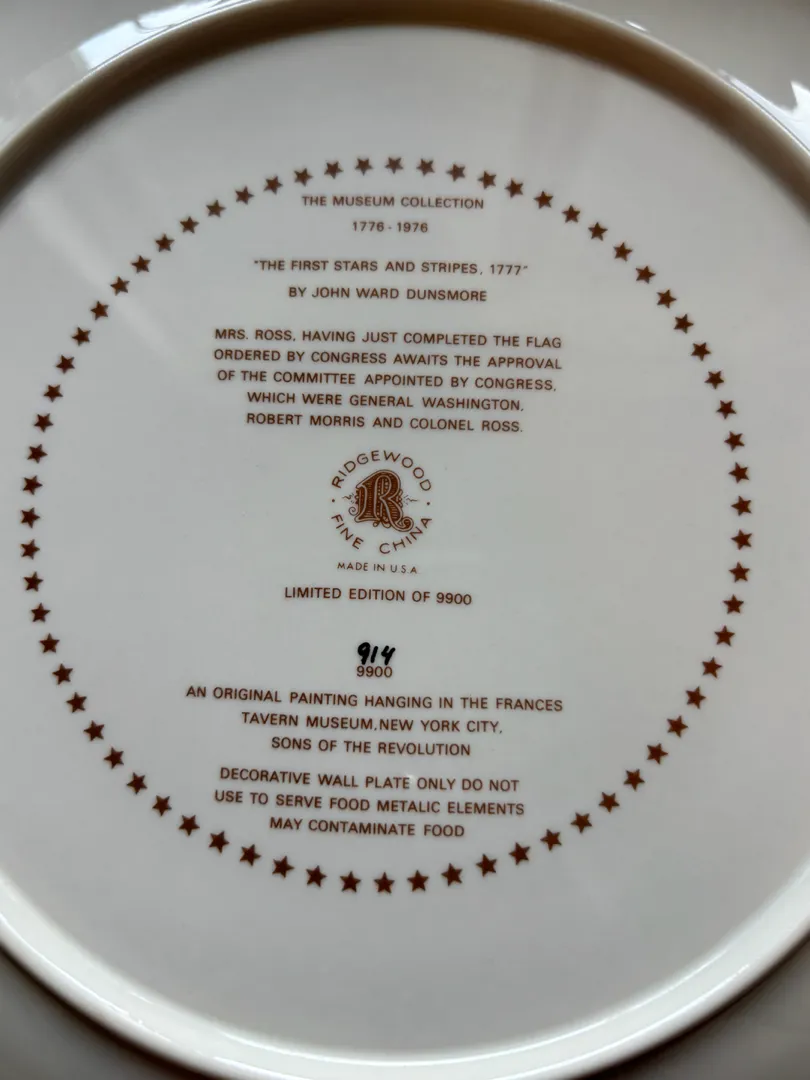 THE MUSEUM COLLECTION
1776 - 1976
"THE FIRST STARS AND STRIPES, 1777"
BY JOHN WARD DUNSMORE
MRS. ROSS, HAVING JUST COMPLETED THE FLAG
ORDERED BY CONGRESS AWAITS THE APPROVAL
OF THE COMMITTEE APPOINTED BY CONGRESS,
WHICH WERE GENERAL WASHINGTON,
ROBERT MORRIS AND COLONEL ROSS.
· RIDGEWOOD ·
R
FINE CHINA
MADE IN U.S.A
LIMITED EDITION OF 9900
914
9900
AN ORIGINAL PAINTING HANGING IN THE FRANCES
TAVERN MUSEUM,NEW YORK CITY,
SONS OF THE REVOLUTION
DECORATIVE WALL PLATE ONLY DO NOT
USE TO SERVE FOOD METALIC ELEMENTS
MAY CONTAMINATE FOOD